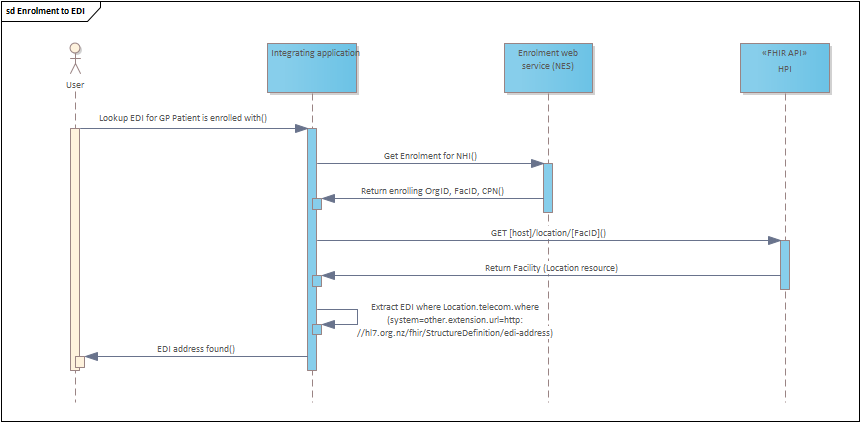 sd Enrolment to EDI
User
Integrating application
Enrolment web
service (NES)
«FHIR API»
HPI
Lookup EDI for GP Patient is enrolled with()
Get Enrolment for NHI()
Return enrolling OrgID, FacID, CPN()
GET [host]/location/[FacID]()
Return Facility (Location resource)
Extract EDI where Location.telecom.where
(system=other.extension.url=http:
//hl7.org.nz/fhir/StructureDefinition/edi-address)
EDI address found()